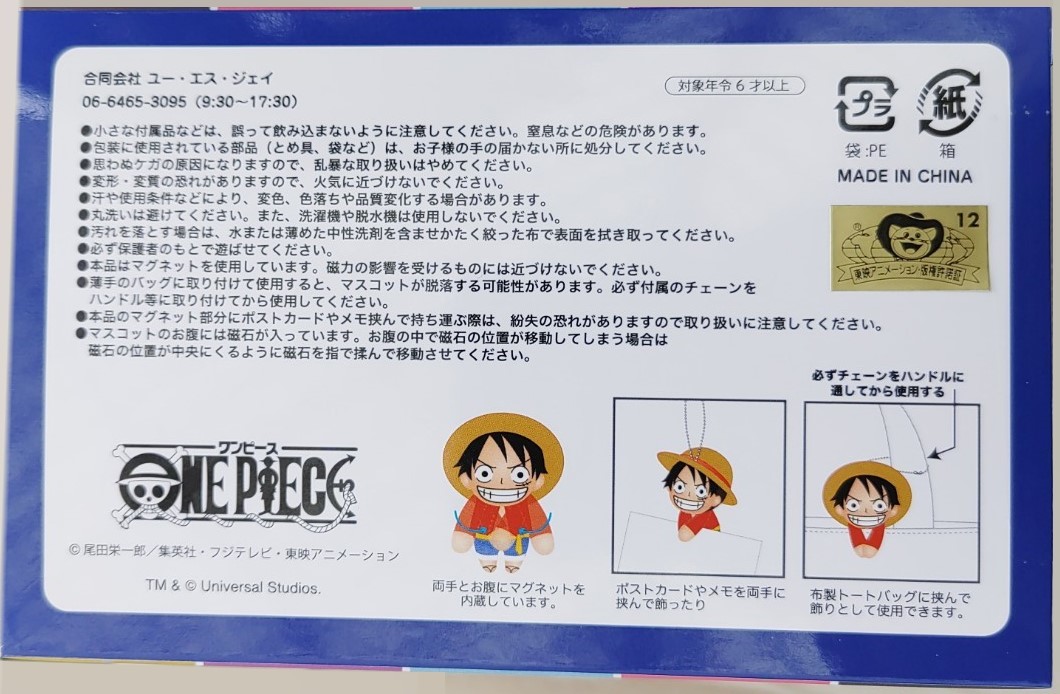 合同会社 ユー・エス・ジェイ
06-6465-3095（9:30～17:30）
対象年令6才以上
プラ
紙
袋:PE
箱
MADE IN CHINA
●小さな付属品などは、誤って飲み込まないように注意してください。窒息などの危険があります。
●包装に使用されている部品（とめ具、袋など）は、お子様の手の届かない所に処分してください。
●思わぬケガの原因になりますので、乱暴な取り扱いはやめてください。
●変形・変質の恐れがありますので、火気に近づけないでください。
●汗や使用条件などにより、変色、色落ちや品質変化する場合があります。
●丸洗いは避けてください。また、洗濯機や脱水機は使用しないでください。
●汚れを落とす場合は、水または薄めた中性洗剤を含ませかたく絞った布で表面を拭き取ってください。
●必ず保護者のもとで遊ばせてください。
●本品はマグネットを使用しています。磁力の影響を受けるものには近づけないでください。
●薄手のバッグに取り付けて使用すると、マスコットが脱落する可能性があります。必ず付属のチェーンを
ハンドル等に取り付けてから使用してください。
●本品のマグネット部分にポストカードやメモ挟んで持ち運ぶ際は、紛失の恐れがありますので取り扱いに注意してください。
●マスコットのお腹には磁石が入っています。お腹の中で磁石の位置が移動してしまう場合は
磁石の位置が中央にくるように磁石を指で揉んで移動させてください。
12
®
東映アニメーション・版権許諾証
必ずチェーンをハンドルに
通してから使用する
ワンピース
ONE PIECE
© 尾田栄一郎／集英社・フジテレビ・東映アニメーション
TM & © Universal Studios.
両手とお腹にマグネットを
内蔵しています。
ポストカードやメモを両手に
挟んで飾ったり
布製トートバッグに挟んで
飾りとして使用できます。